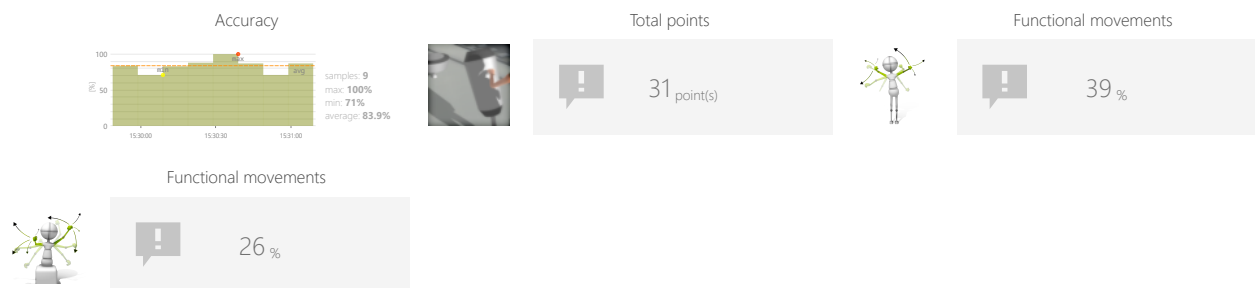 Accuracy
Total points
Functional movements
100
max
min
avg
[%]
50
0
samples: 9
max: 100%
min: 71%
average: 83.9%
15:30:00
15:30:30
15:31:00
31 point(s)
39 %
Functional movements
26 %